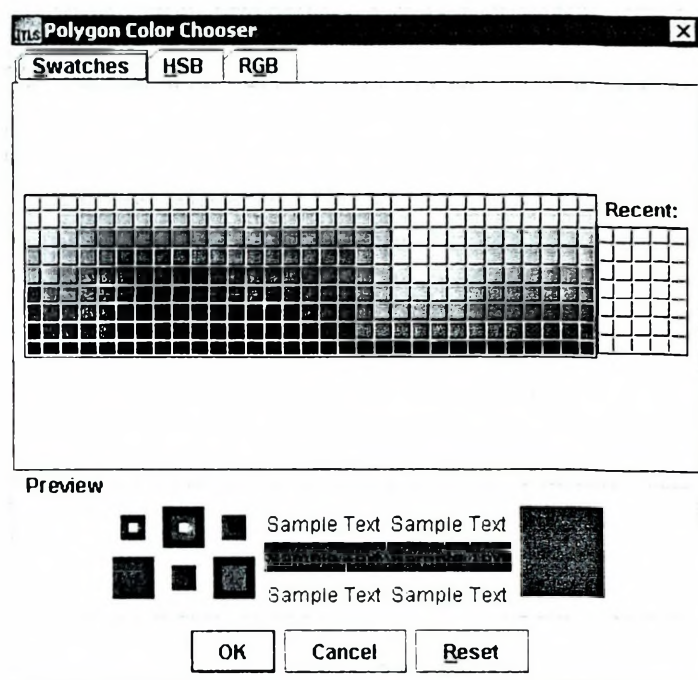 Polygon Color Chooser
Swatches HSB RGB
Recent:
Preview
Sample Text Sample Text
Sample Text Sample Text
OK Cancel Reset